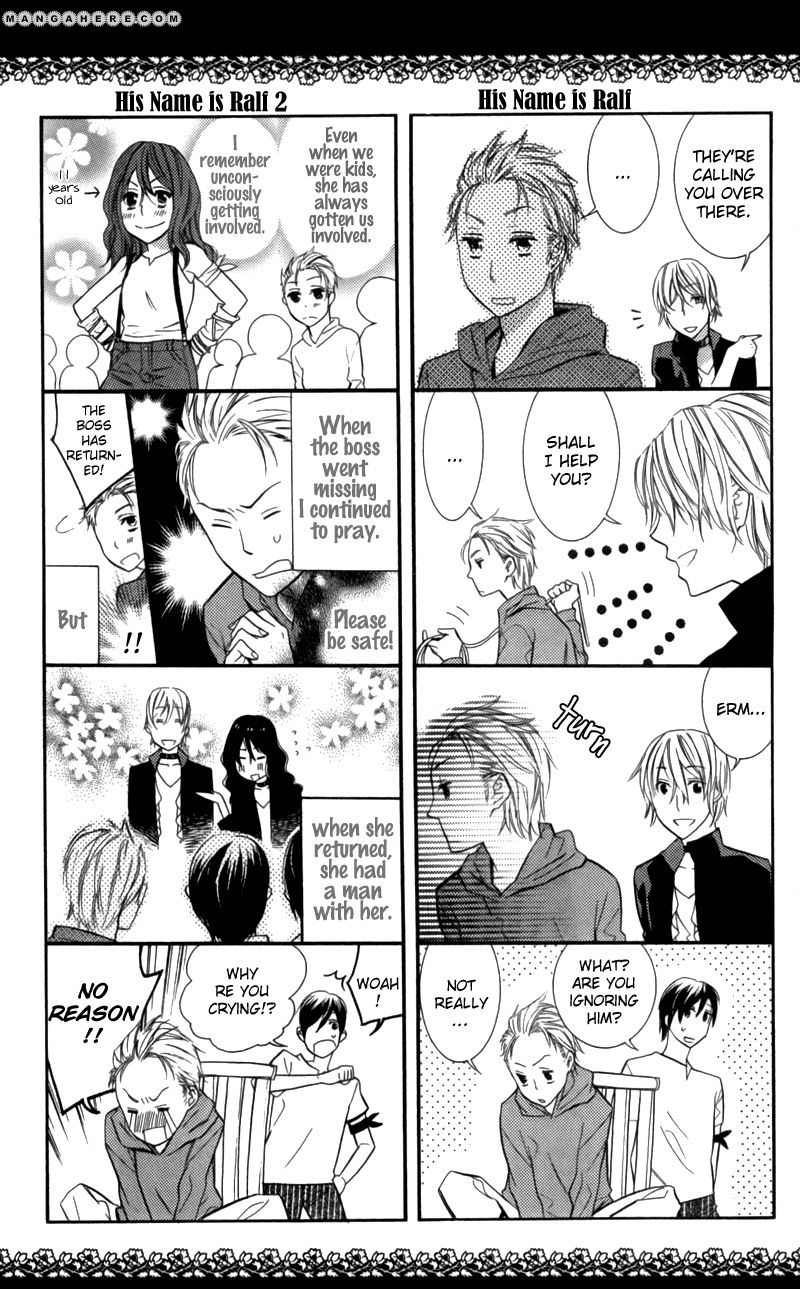 MANGAHERE.COM
His Name is Ralf
THEY'RE
CALLING
YOU OVER
THERE.
...
SHALL
I HELP
YOU?
...
ERM...
turn
WHAT?
ARE YOU
IGNORING
HIM?
NOT
REALLY
...
His Name is Ralf 2
Even
when we
were kids,
she has
always
gotten us
involved.
I
remember
uncon-
sciously
getting
involved.
11
years
old
When
the boss
went
missing
I continued
to pray.
Please
be safe!
THE
BOSS
HAS
RETURN-
ED!
!!
But
when she
returned,
she had
a man
with her.
WOAH
!
WHY
RE YOU
CRYING!?
NO
REASON
!!